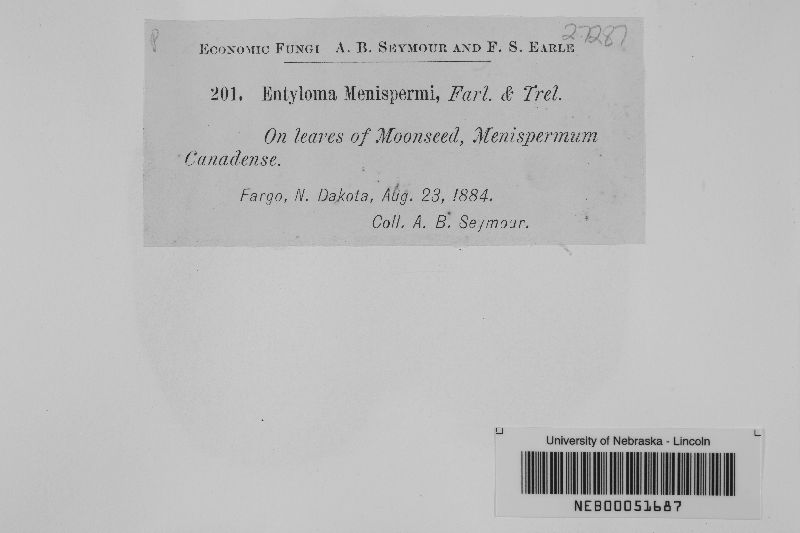 P
27287
ECONOMIC FUNGI A. B. SEYMOUR AND F. S. EARLE
201. Entyloma Menispermi, Farl. & Trel.
On leaves of Moonseed, Menispermum
Canadense.
Fargo, N. Dakota, Aug. 23, 1884.
Coll. A. B. Seymour.
University of Nebraska - Lincoln
NEB00051687